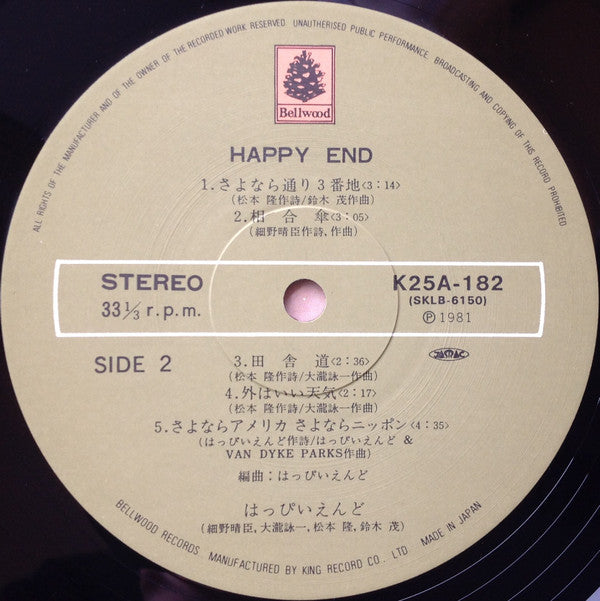 ALL RIGHTS OF THE MANUFACTURER AND OF THE OWNER OF THE RECORDED WORK RESERVED. UNAUTHORISED PUBLIC PERFORMANCE, BROADCASTING AND COPYING OF THIS RECORD PROHIBITED
Bellwood
HAPPY END
1.さよなら通り3番地<3:14>
(松本 隆作詩/鈴木 茂作曲)
2.相合傘<3:05>
(細野晴臣作詩,作曲)
STEREO
33⅓ r.p.m.
K25A-182
(SKLB-6150)
Ⓟ1981
SIDE 2
3.田舎道<2:36>
(松本 隆作詩/大瀧詠一作曲)
4.外はいい天気<2:17>
(松本 隆作詩/大瀧詠一作曲)
5.さよならアメリカ さよならニッポン<4:35>
(はっぴいえんど作詩/はっぴいえんど &
VAN DYKE PARKS作曲)
編曲:はっぴいえんど
はっぴいえんど
(細野晴臣,大瀧詠一,松本 隆,鈴木 茂)
BELLWOOD RECORDS MANUFACTURED BY KING RECORD CO., LTD. MADE IN JAPAN